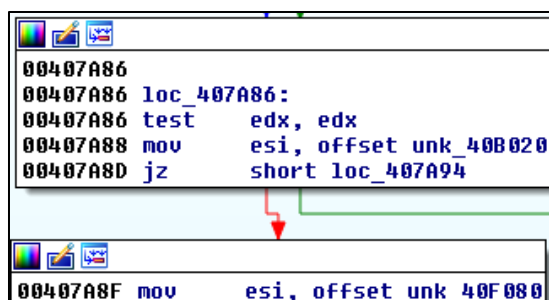 00407A86
00407A86 loc_407A86:
00407A86 test edx, edx
00407A88 mov esi, offset unk_40B020
00407A8D jz short loc_407A94
00407A8F mov esi, offset unk_40F080